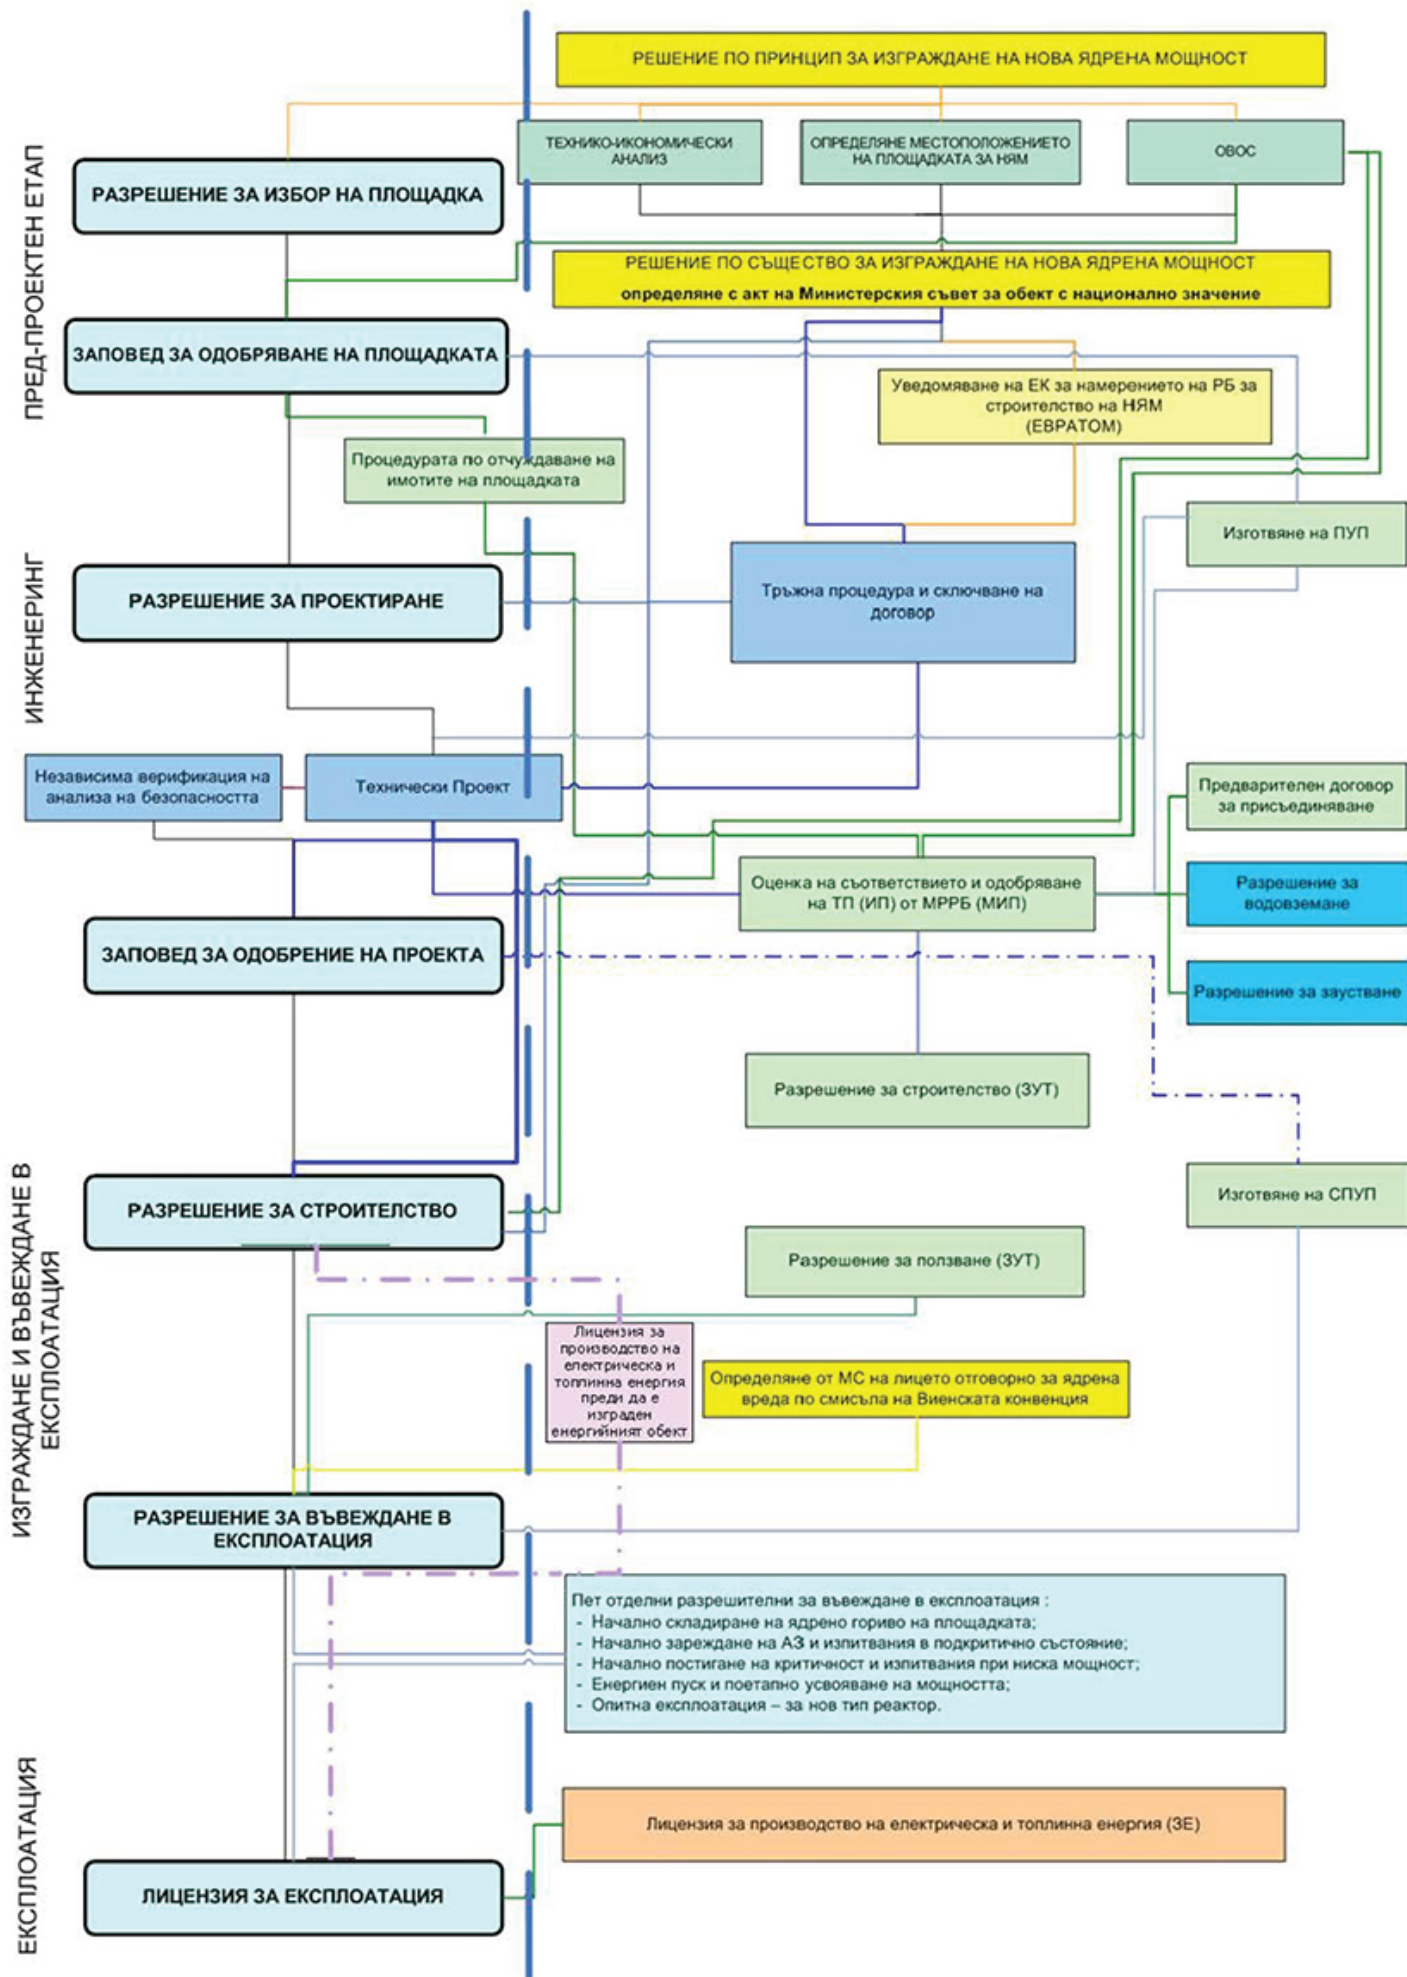 РЕШЕНИЕ ПО ПРИНЦИП ЗА ИЗГРАЖДАНЕ НА НОВА ЯДРЕНА МОЩНОСТ
ТЕХНИКО-ИКОНОМИЧЕСКИ
АНАЛИЗ
ОПРЕДЕЛЯНЕ МЕСТОПОЛОЖЕНИЕТО
НА ПЛОЩАДКАТА ЗА НЯМ
ОВОС
ПРЕД-ПРОЕКТЕН ЕТАП
РАЗРЕШЕНИЕ ЗА ИЗБОР НА ПЛОЩАДКА
РЕШЕНИЕ ПО СЪЩЕСТВО ЗА ИЗГРАЖДАНЕ НА НОВА ЯДРЕНА МОЩНОСТ
определяне с акт на Министерския съвет за обект с национално значение
ЗАПОВЕД ЗА ОДОБРЯВАНЕ НА ПЛОЩАДКАТА
Уведомяване на ЕК за намерението на РБ за
строителство на НЯМ
(ЕВРАТОМ)
Процедурата по отчуждаване на
имотите на площадката
Изготвяне на ПУП
ИНЖЕНЕРИНГ
РАЗРЕШЕНИЕ ЗА ПРОЕКТИРАНЕ
Тръжна процедура и сключване на
договор
Независима верификация на
анализа на безопасността
Технически Проект
Предварителен договор
за присъединяване
Оценка на съответствието и одобряване
на ТП (ИП) от МРРБ (МИП)
Разрешение за
водовземане
ЗАПОВЕД ЗА ОДОБРЕНИЕ НА ПРОЕКТА
Разрешение за заустване
Разрешение за строителство (ЗУТ)
ИЗГРАЖДАНЕ И ВЪВЕЖДАНЕ В
ЕКСПЛОАТАЦИЯ
РАЗРЕШЕНИЕ ЗА СТРОИТЕЛСТВО
Изготвяне на СПУП
Разрешение за ползване (ЗУТ)
Лицензия за
производство на
електрическа и
топлинна енергия
преди да е
изграден
енергийният обект
Определяне от МС на лицето отговорно за ядрена
вреда по смисъла на Виенската конвенция
РАЗРЕШЕНИЕ ЗА ВЪВЕЖДАНЕ В
ЕКСПЛОАТАЦИЯ
Пет отделни разрешителни за въвеждане в експлоатация :
- Начално складиране на ядрено гориво на площадката;
- Начално зареждане на АЗ и изпитвания в подкритично състояние;
- Начално постигане на критичност и изпитвания при ниска мощност;
- Енергиен пуск и поетапно усвояване на мощността;
- Опитна експлоатация – за нов тип реактор.
ЕКСПЛОАТАЦИЯ
Лицензия за производство на електрическа и топлинна енергия (ЗЕ)
ЛИЦЕНЗИЯ ЗА ЕКСПЛОАТАЦИЯ